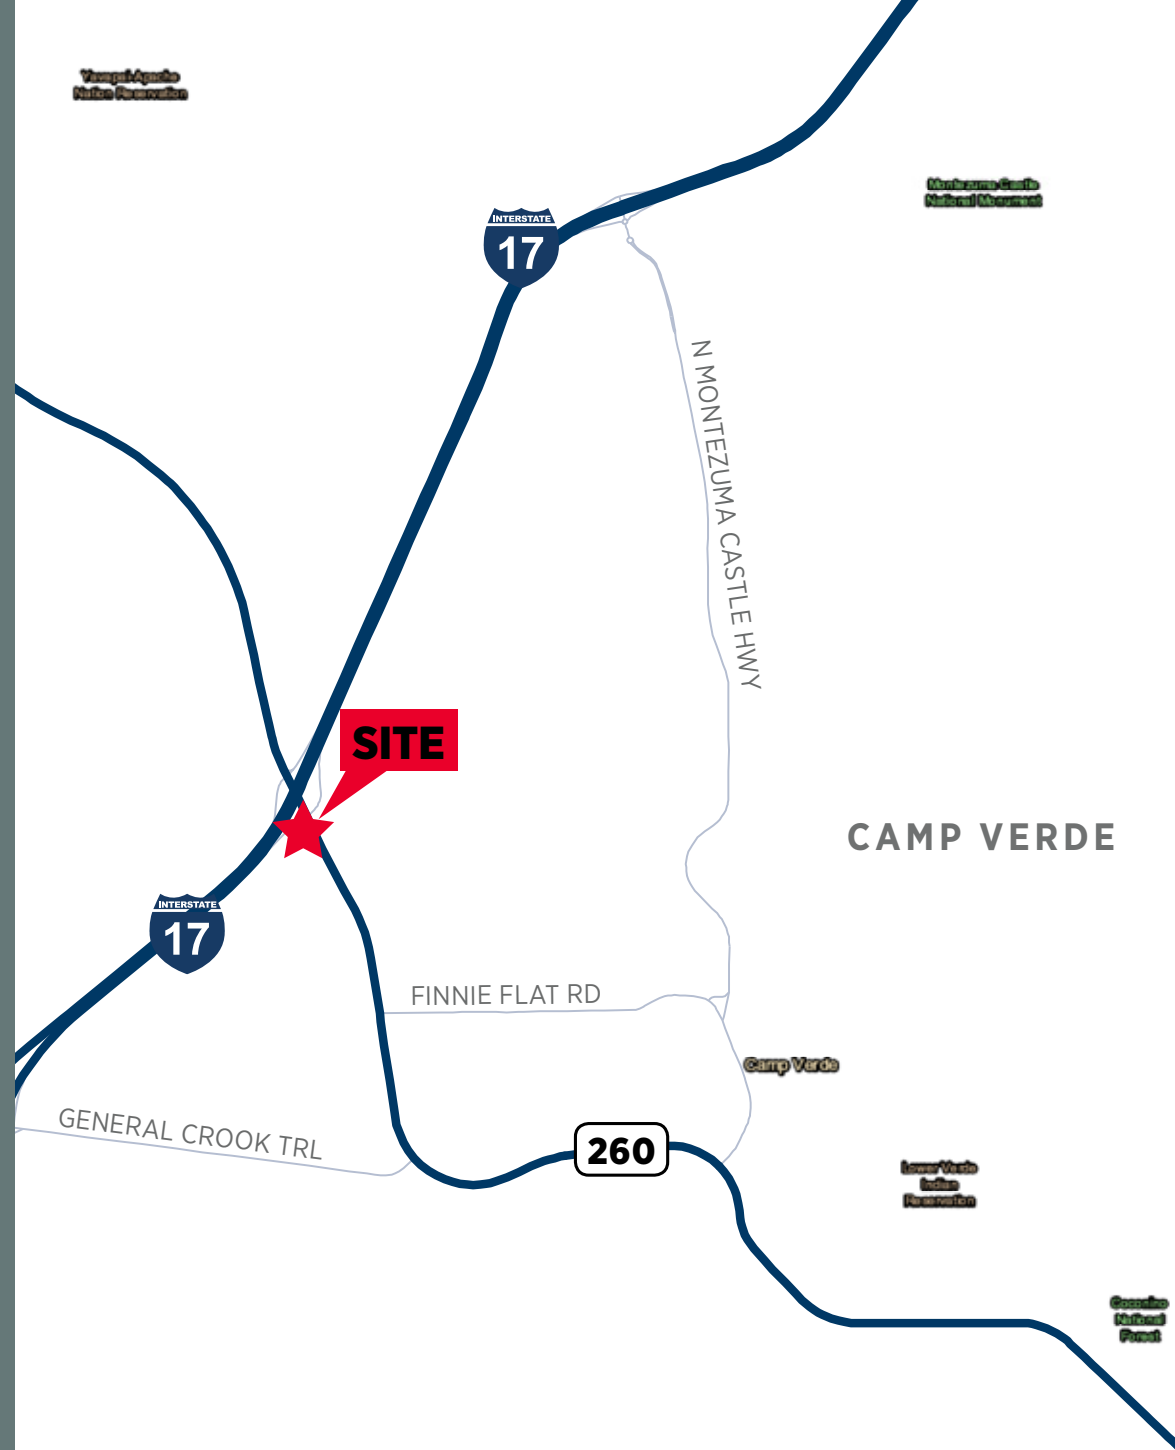 Yavapai-Apache
Nation Reservation
Montezuma Castle
National Monument
INTERSTATE
17
N MONTEZUMA CASTLE HWY
SITE
CAMP VERDE
INTERSTATE
17
FINNIE FLAT RD
Camp Verde
GENERAL CROOK TRL
260
Lower Verde
Indian
Reservation
Coconino
National
Forest